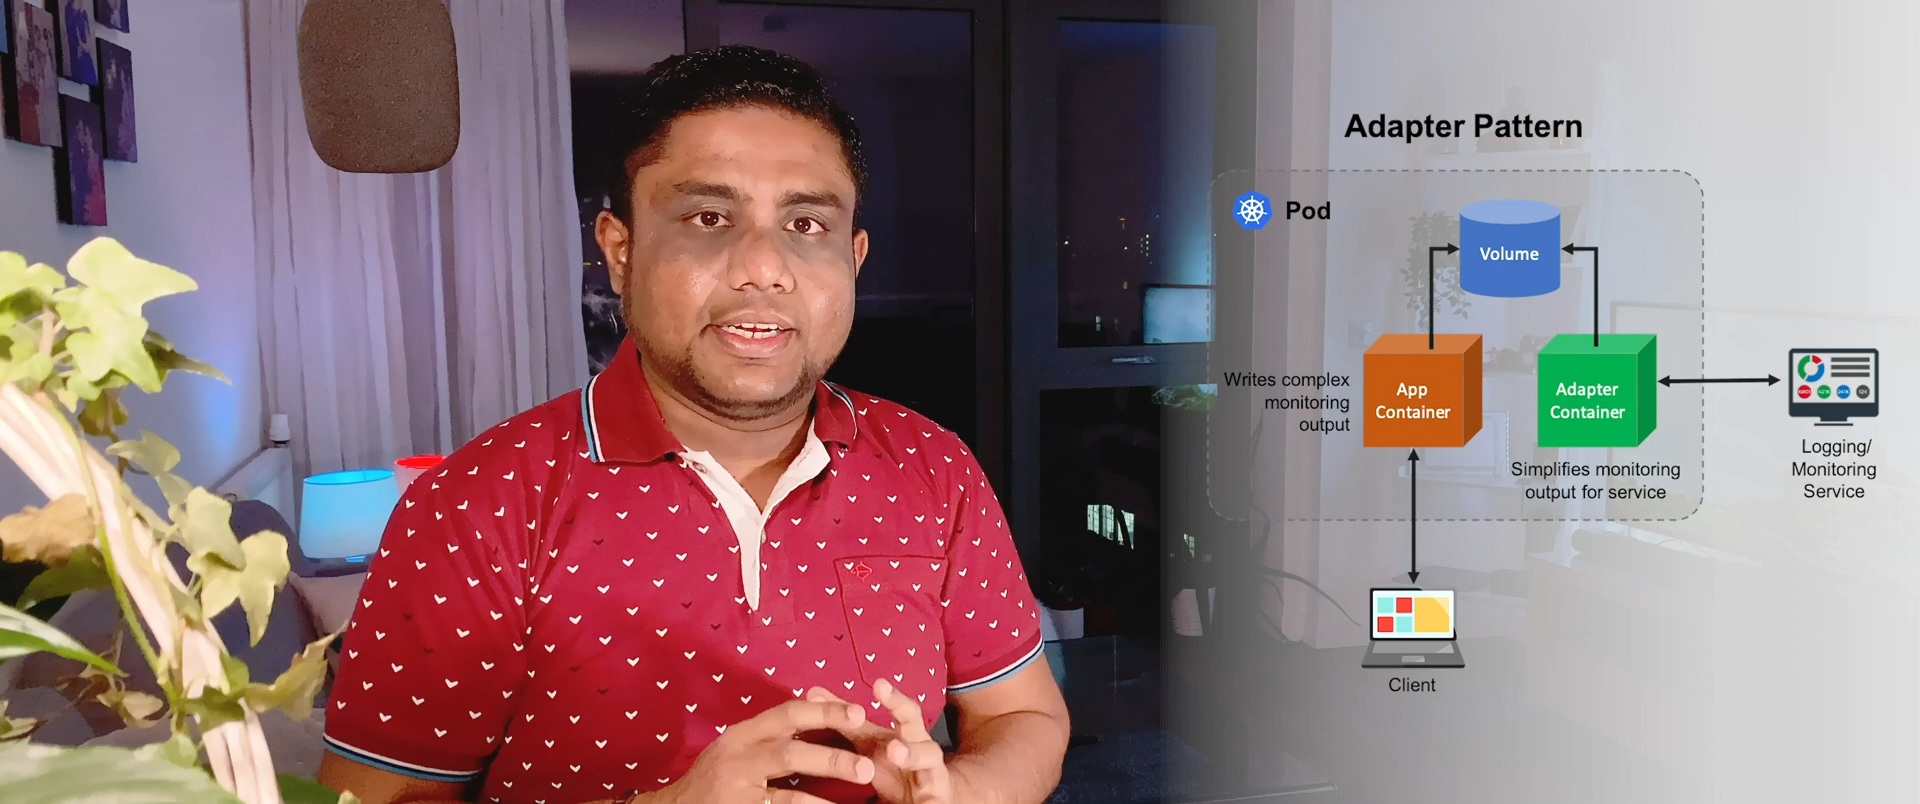 Adapter Pattern
Pod
Volume
Writes complex
monitoring
output
App
Container
Adapter
Container
Simplifies monitoring
output for service
Logging/
Monitoring
Service
Client